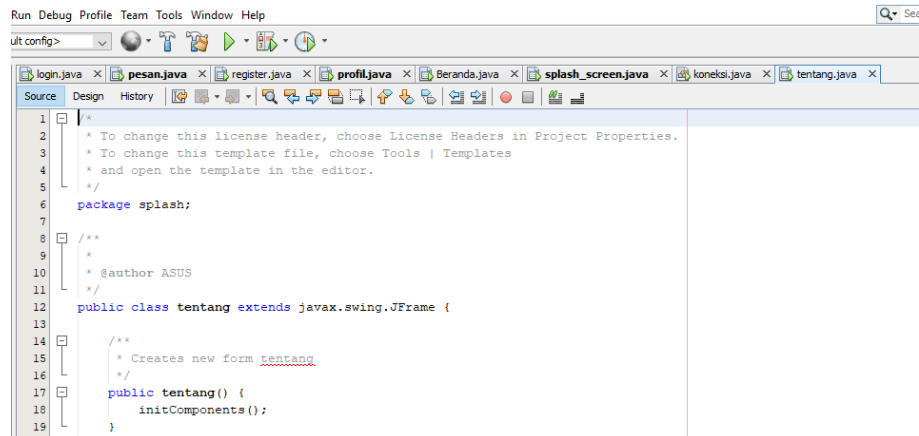 Run Debug Profile Team Tools Window Help
ult config>
login.java pesan.java register.java profil.java Beranda.java splash_screen.java koneksi.java tentang.java
Source Design History
1 /*
2 * To change this license header, choose License Headers in Project Properties.
3 * To change this template file, choose Tools | Templates
4 * and open the template in the editor.
5 */
6 package splash;
7
8 /**
9 *
10 * @author ASUS
11 */
12 public class tentang extends javax.swing.JFrame {
13
14 /**
15 * Creates new form tentang
16 */
17 public tentang() {
18 initComponents();
19 }